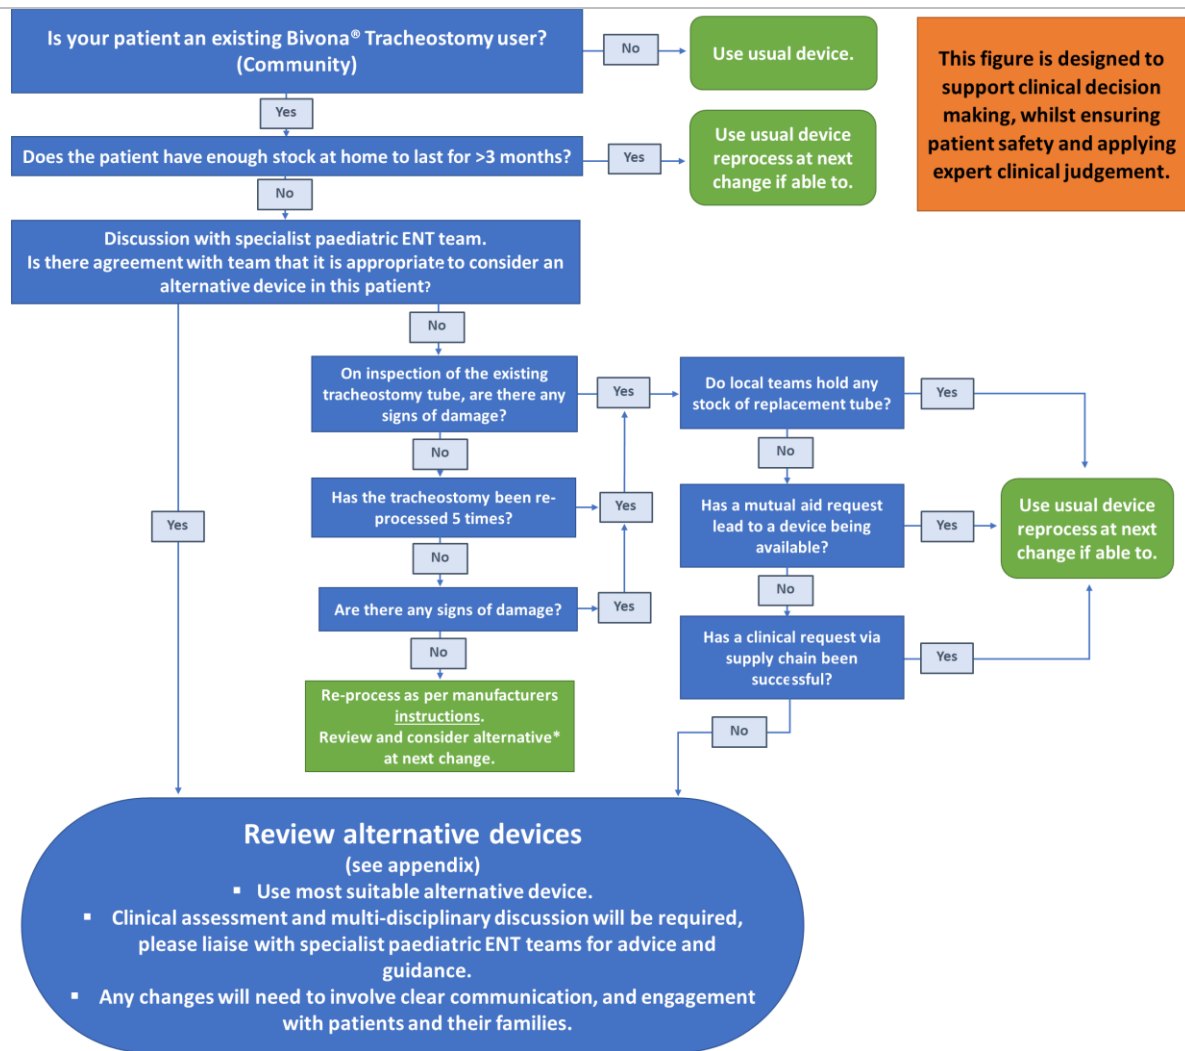 Is your patient an existing Bivona® Tracheostomy user?
(Community)
No
Use usual device.
This figure is designed to
support clinical decision
making, whilst ensuring
patient safety and applying
expert clinical judgement.
Yes
Does the patient have enough stock at home to last for >3 months?
Yes
Use usual device
reprocess at next
change if able to.
No
Discussion with specialist paediatric ENT team.
Is there agreement with team that it is appropriate to consider an
alternative device in this patient?
No
On inspection of the existing
tracheostomy tube, are there any
signs of damage?
Yes
Do local teams hold any
stock of replacement tube?
Yes
No
No
Has the tracheostomy been re-
processed 5 times?
Yes
Has a mutual aid request
lead to a device being
available?
Yes
Use usual device
reprocess at next
change if able to.
Yes
No
No
Are there any signs of damage?
Yes
Has a clinical request via
supply chain been
successful?
Yes
No
Re-process as per manufacturers
instructions.
Review and consider alternative*
at next change.
No
Review alternative devices
(see appendix)
▪ Use most suitable alternative device.
▪ Clinical assessment and multi-disciplinary discussion will be required,
please liaise with specialist paediatric ENT teams for advice and
guidance.
▪ Any changes will need to involve clear communication, and engagement
with patients and their families.